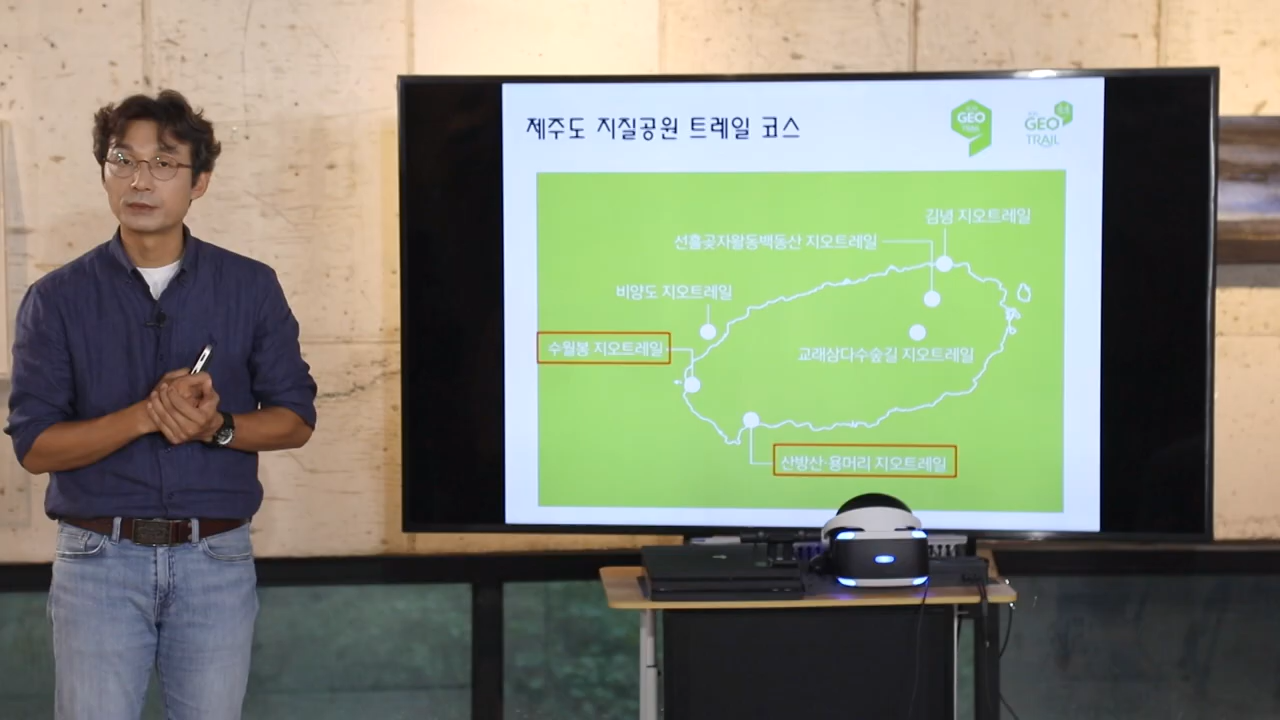 제주도 지질공원 트레일 코스
GEO
TRAIL
GEO
TRAIL
김녕 지오트레일
선흘곶자왈동백동산 지오트레일
비양도 지오트레일
수월봉 지오트레일
교래삼다수숲길 지오트레일
산방산·용머리 지오트레일